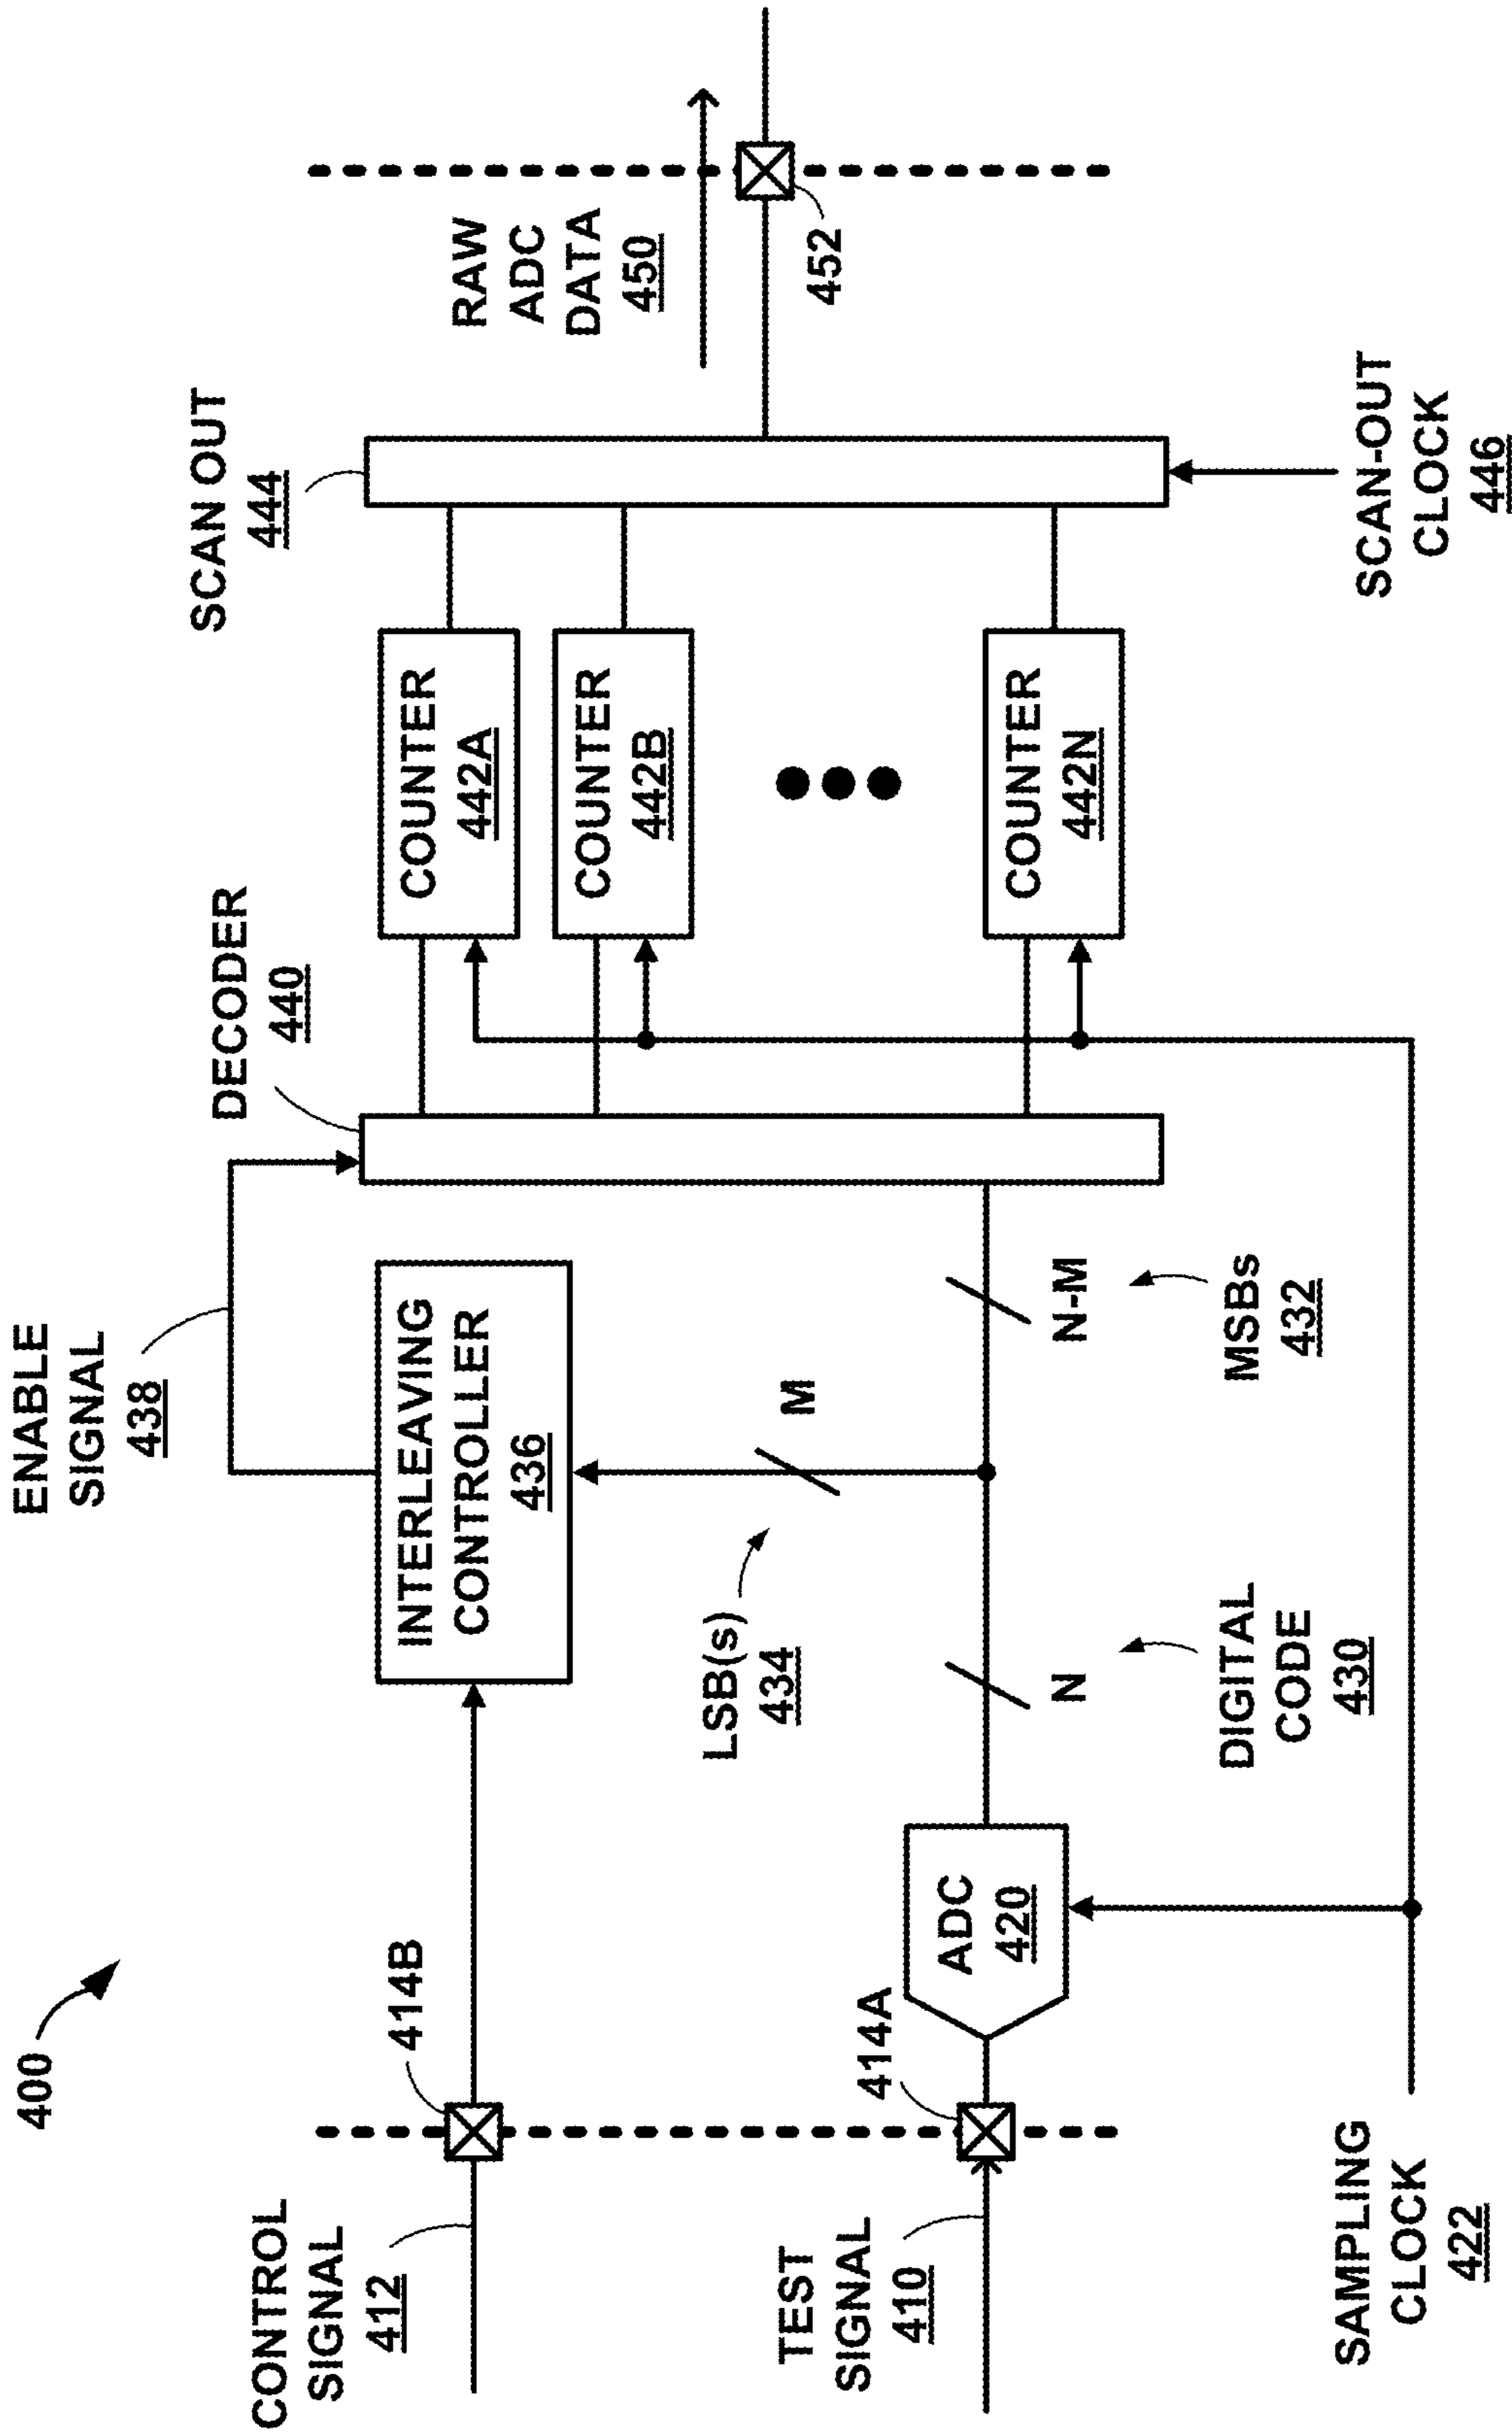 400
CONTROL
SIGNAL
412
414B
TEST
SIGNAL
410
414A
SAMPLING
CLOCK
422
ADC
420
DIGITAL
CODE
430
N
LSB(s)
434
M
INTERLEAVING
CONTROLLER
436
ENABLE
SIGNAL
438
N-M
MSBs
432
DECODER
440
COUNTER
442A
COUNTER
442B
COUNTER
442N
SCAN OUT
444
SCAN-OUT
CLOCK
446
RAW
ADC
DATA
450
452